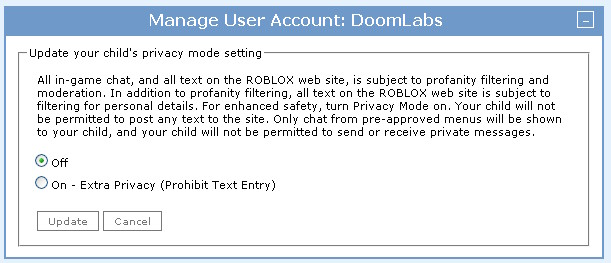 Manage User Account: DoomLabs
Update your child's privacy mode setting
All in-game chat, and all text on the ROBLOX web site, is subject to profanity filtering and
moderation. In addition to profanity filtering, all text on the ROBLOX web site is subject to
filtering for personal details. For enhanced safety, turn Privacy Mode on. Your child will not
be permitted to post any text to the site. Only chat from pre-approved menus will be shown
to your child, and your child will not be permitted to send or receive private messages.
Off
On - Extra Privacy (Prohibit Text Entry)
Update Cancel